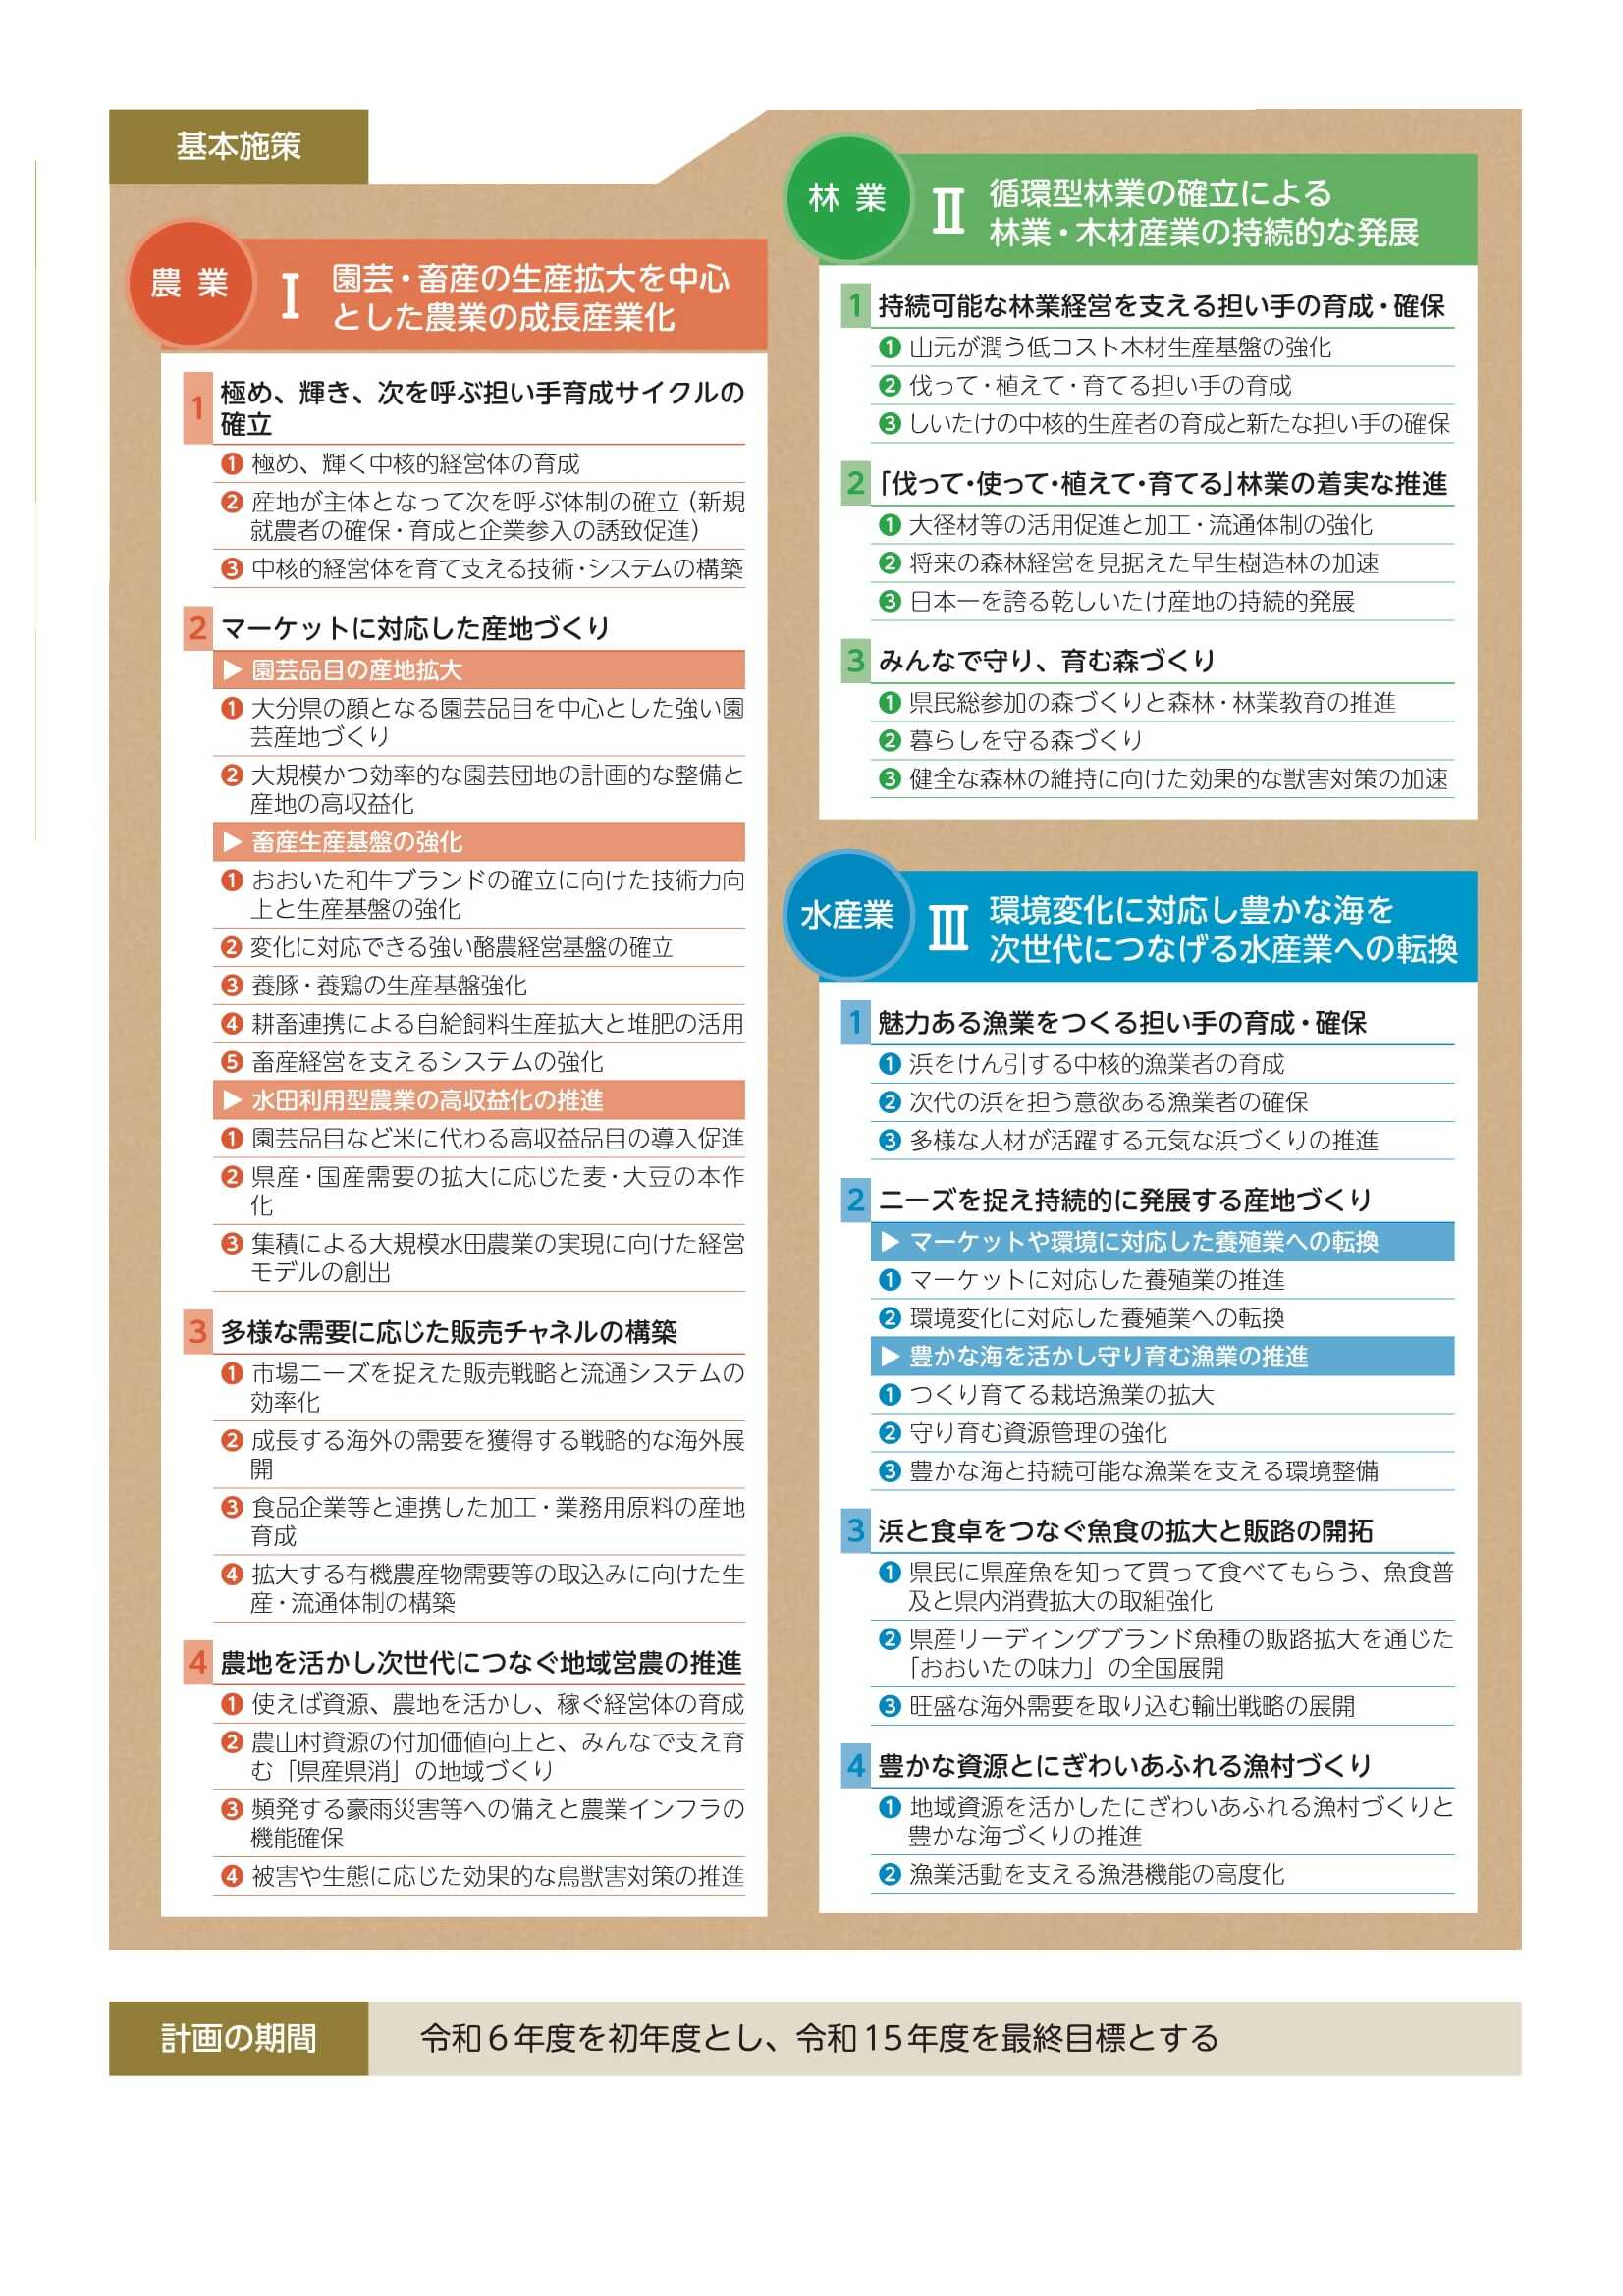 基本施策
農業
Ⅰ
園芸・畜産の生産拡大を中心
とした農業の成長産業化
1 極め、輝き、次を呼ぶ担い手育成サイクルの
確立
❶ 極め、輝く中核的経営体の育成
❷ 産地が主体となって次を呼ぶ体制の確立（新規
就農者の確保・育成と企業参入の誘致促進）
❸ 中核的経営体を育て支える技術・システムの構築
2 マーケットに対応した産地づくり
▶ 園芸品目の産地拡大
❶ 大分県の顔となる園芸品目を中心とした強い園
芸産地づくり
❷ 大規模かつ効率的な園芸団地の計画的な整備と
産地の高収益化
▶ 畜産生産基盤の強化
❶ おおいた和牛ブランドの確立に向けた技術力向
上と生産基盤の強化
❷ 変化に対応できる強い酪農経営基盤の確立
❸ 養豚・養鶏の生産基盤強化
❹ 耕畜連携による自給飼料生産拡大と堆肥の活用
❺ 畜産経営を支えるシステムの強化
▶ 水田利用型農業の高収益化の推進
❶ 園芸品目など米に代わる高収益品目の導入促進
❷ 県産・国産需要の拡大に応じた麦・大豆の本作
化
❸ 集積による大規模水田農業の実現に向けた経営
モデルの創出
3 多様な需要に応じた販売チャネルの構築
❶ 市場ニーズを捉えた販売戦略と流通システムの
効率化
❷ 成長する海外の需要を獲得する戦略的な海外展
開
❸ 食品企業等と連携した加工・業務用原料の産地
育成
❹ 拡大する有機農産物需要等の取込みに向けた生
産・流通体制の構築
4 農地を活かし次世代につなぐ地域営農の推進
❶ 使えば資源、農地を活かし、稼ぐ経営体の育成
❷ 農山村資源の付加価値向上と、みんなで支え育
む「県産県消」の地域づくり
❸ 頻発する豪雨災害等への備えと農業インフラの
機能確保
❹ 被害や生態に応じた効果的な鳥獣害対策の推進
林業
Ⅱ
循環型林業の確立による
林業・木材産業の持続的な発展
1 持続可能な林業経営を支える担い手の育成・確保
❶ 山元が潤う低コスト木材生産基盤の強化
❷ 伐って・植えて・育てる担い手の育成
❸ しいたけの中核的生産者の育成と新たな担い手の確保
2 「伐って・使って・植えて・育てる」林業の着実な推進
❶ 大径材等の活用促進と加工・流通体制の強化
❷ 将来の森林経営を見据えた早生樹造林の加速
❸ 日本一を誇る乾しいたけ産地の持続的発展
3 みんなで守り、育む森づくり
❶ 県民総参加の森づくりと森林・林業教育の推進
❷ 暮らしを守る森づくり
❸ 健全な森林の維持に向けた効果的な獣害対策の加速
水産業
Ⅲ
環境変化に対応し豊かな海を
次世代につなげる水産業への転換
1 魅力ある漁業をつくる担い手の育成・確保
❶ 浜をけん引する中核的漁業者の育成
❷ 次代の浜を担う意欲ある漁業者の確保
❸ 多様な人材が活躍する元気な浜づくりの推進
2 ニーズを捉え持続的に発展する産地づくり
▶ マーケットや環境に対応した養殖業への転換
❶ マーケットに対応した養殖業の推進
❷ 環境変化に対応した養殖業への転換
▶ 豊かな海を活かし守り育む漁業の推進
❶ つくり育てる栽培漁業の拡大
❷ 守り育む資源管理の強化
❸ 豊かな海と持続可能な漁業を支える環境整備
3 浜と食卓をつなぐ魚食の拡大と販路の開拓
❶ 県民に県産魚を知って買って食べてもらう、魚食普
及と県内消費拡大の取組強化
❷ 県産リーディングブランド魚種の販路拡大を通じた
「おおいたの味力」の全国展開
❸ 旺盛な海外需要を取り込む輸出戦略の展開
4 豊かな資源とにぎわいあふれる漁村づくり
❶ 地域資源を活かしたにぎわいあふれる漁村づくりと
豊かな海づくりの推進
❷ 漁業活動を支える漁港機能の高度化
計画の期間
令和６年度を初年度とし、令和15年度を最終目標とする